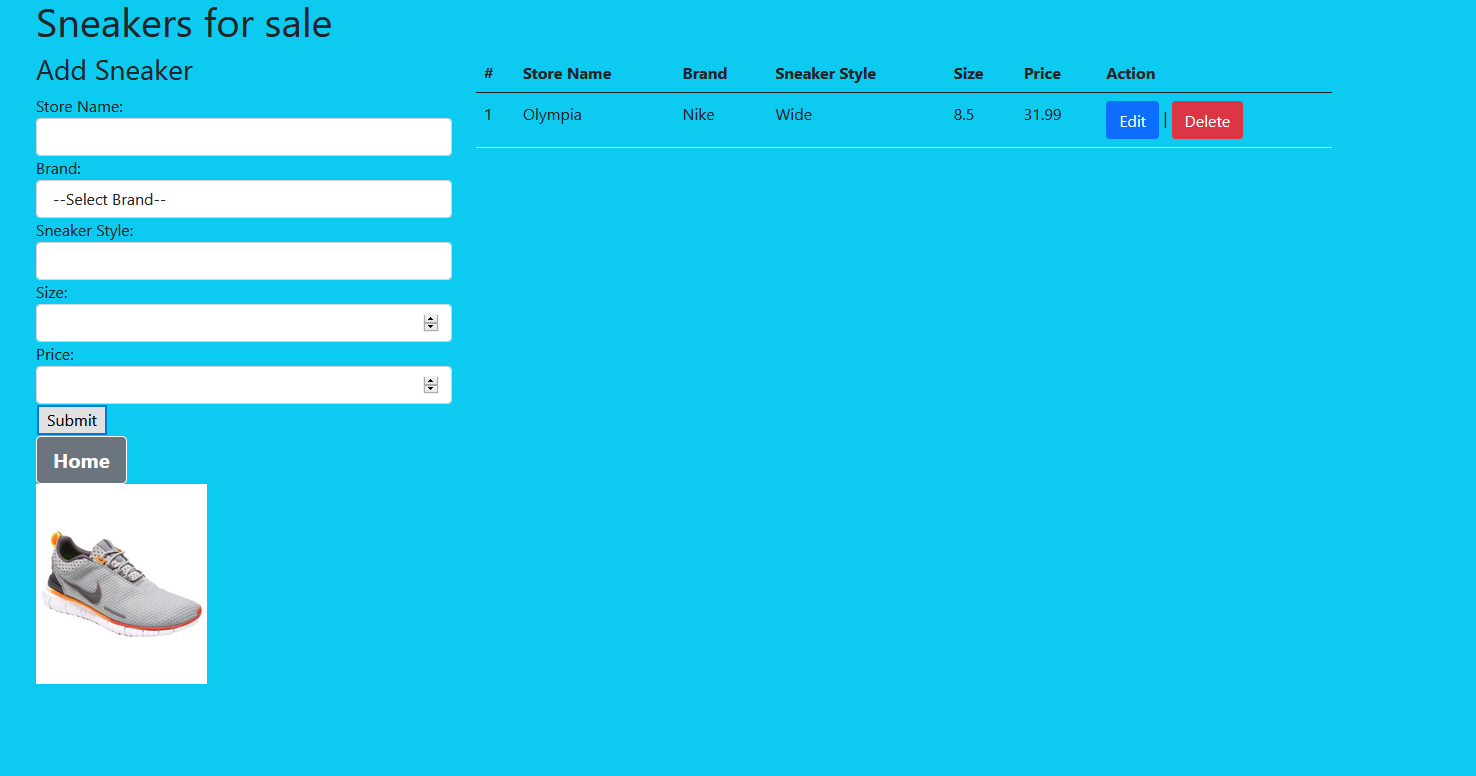 Sneakers for sale
Add Sneaker
Store Name:
Brand:
--Select Brand--
Sneaker Style:
Size:
Price:
Submit
Home
# Store Name Brand Sneaker Style Size Price Action
1 Olympia Nike Wide 8.5 31.99 Edit | Delete